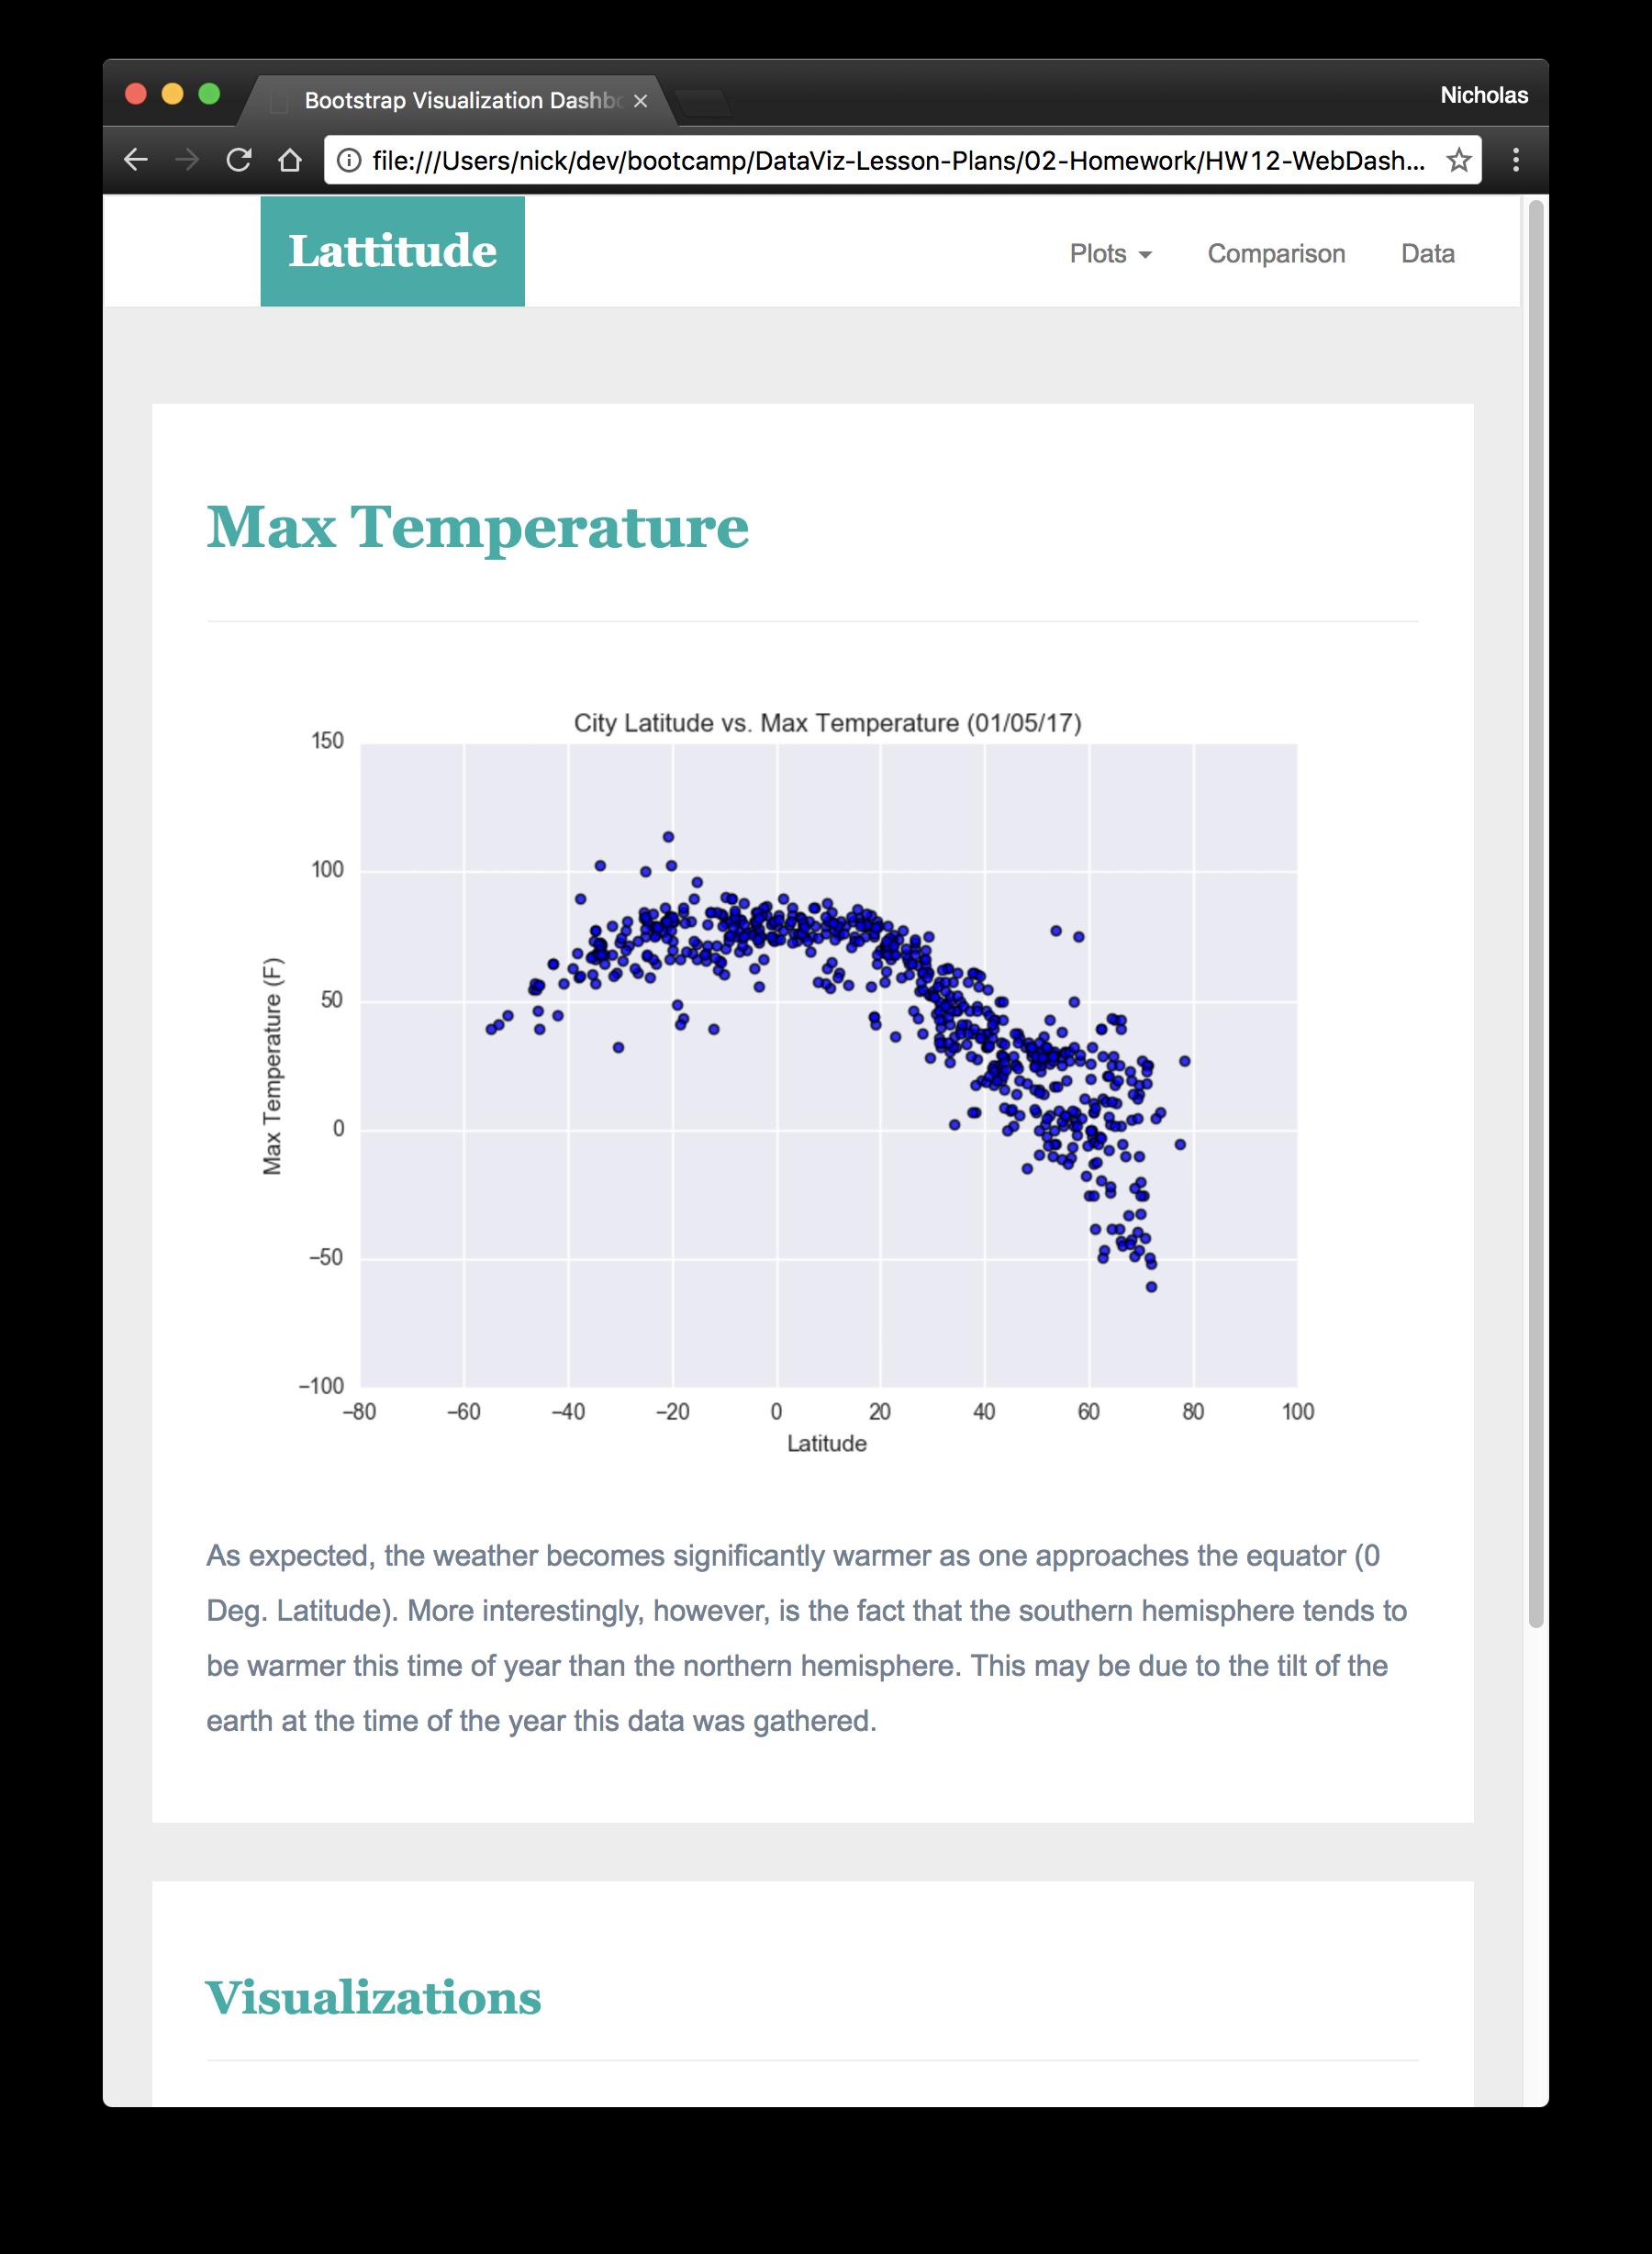 Bootstrap Visualization Dashbo
Nicholas
file:///Users/nick/dev/bootcamp/DataViz-Lesson-Plans/02-Homework/HW12-WebDash...
Lattitude
Plots
Comparison
Data
Max Temperature
City Latitude vs. Max Temperature (01/05/17)
150
100
50
0
−50
−100
Max Temperature (F)
−80 −60 −40 −20 0 20 40 60 80 100
Latitude
As expected, the weather becomes significantly warmer as one approaches the equator (0
Deg. Latitude). More interestingly, however, is the fact that the southern hemisphere tends to
be warmer this time of year than the northern hemisphere. This may be due to the tilt of the
earth at the time of the year this data was gathered.
Visualizations